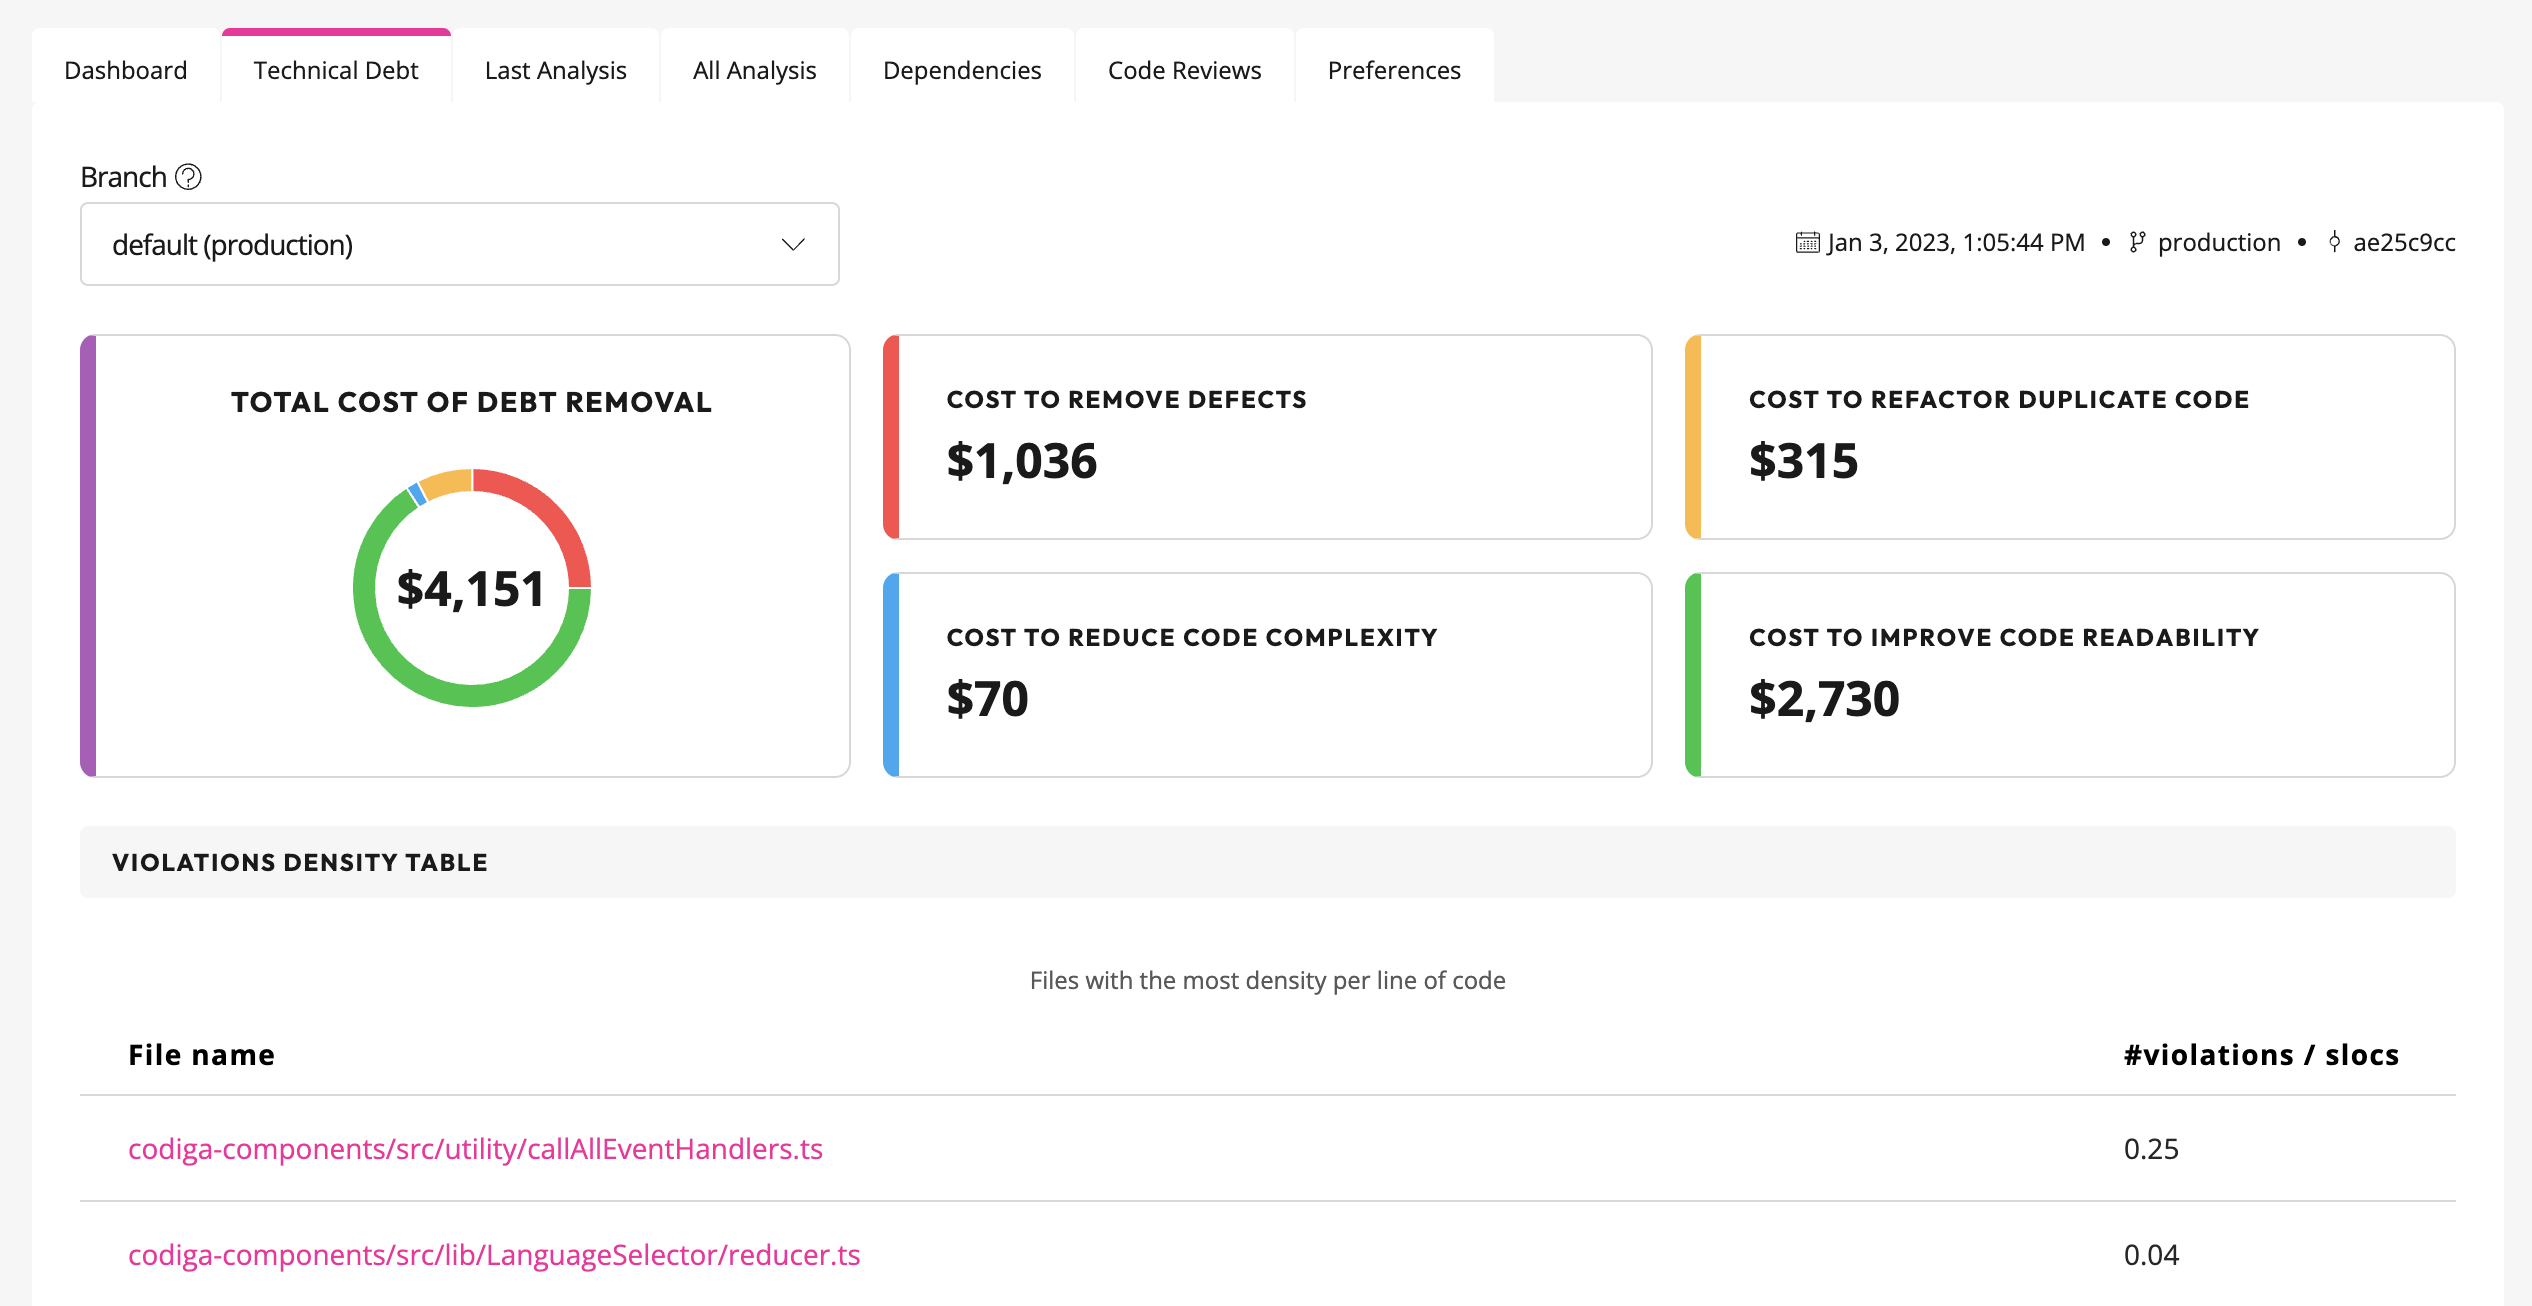 Dashboard
Technical Debt
Last Analysis
All Analysis
Dependencies
Code Reviews
Preferences
Branch
default (production)
Jan 3, 2023, 1:05:44 PM • production • ae25c9cc
TOTAL COST OF DEBT REMOVAL
$4,151
COST TO REMOVE DEFECTS
$1,036
COST TO REFACTOR DUPLICATE CODE
$315
COST TO REDUCE CODE COMPLEXITY
$70
COST TO IMPROVE CODE READABILITY
$2,730
VIOLATIONS DENSITY TABLE
Files with the most density per line of code
File name #violations / slocs
codiga-components/src/utility/callAllEventHandlers.ts 0.25
codiga-components/src/lib/LanguageSelector/reducer.ts 0.04